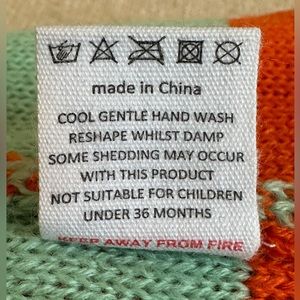 made in China
COOL GENTLE HAND WASH
RESHAPE WHILST DAMP
SOME SHEDDING MAY OCCUR
WITH THIS PRODUCT
NOT SUITABLE FOR CHILDREN
UNDER 36 MONTHS
KEEP AWAY FROM FIRE